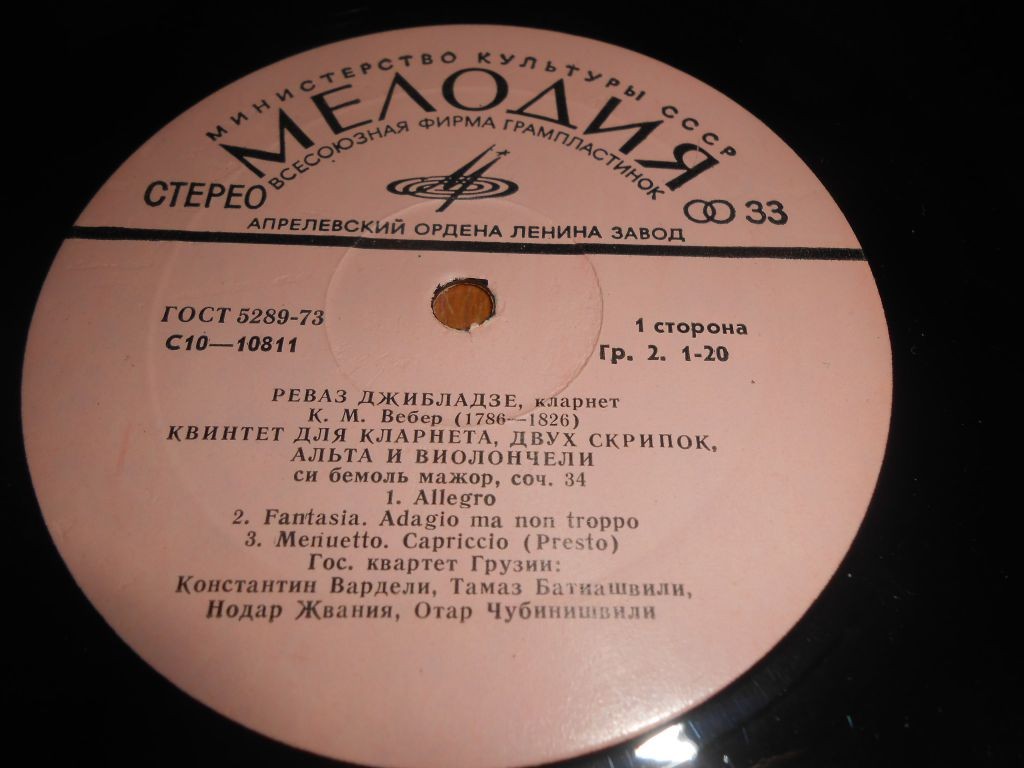 МИНИСТЕРСТВО КУЛЬТУРЫ СССР
МЕЛОДИЯ
ВСЕСОЮЗНАЯ ФИРМА ГРАМПЛАСТИНОК
СТЕРЕО
33
АПРЕЛЕВСКИЙ ОРДЕНА ЛЕНИНА ЗАВОД
ГОСТ 5289-73
1 сторона
С10—10811
Гр. 2. 1-20
РЕВАЗ ДЖИБЛАДЗЕ, кларнет
К. М. Вебер (1786—1826)
КВИНТЕТ ДЛЯ КЛАРНЕТА, ДВУХ СКРИПОК,
АЛЬТА И ВИОЛОНЧЕЛИ
си бемоль мажор, соч. 34
1. Allegro
2. Fantasia. Adagio ma non troppo
3. Menuetto. Capriccio (Presto)
Гос. квартет Грузии:
Константин Вардели, Тамаз Батиашвили,
Нодар Жвания, Отар Чубинишвили